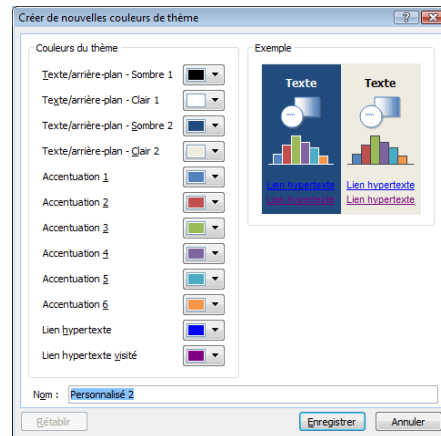 Créer de nouvelles couleurs de thème
Couleurs du thème
Texte/arrière-plan - Sombre 1
Texte/arrière-plan - Clair 1
Texte/arrière-plan - Sombre 2
Texte/arrière-plan - Clair 2
Accentuation 1
Accentuation 2
Accentuation 3
Accentuation 4
Accentuation 5
Accentuation 6
Lien hypertexte
Lien hypertexte visité
Exemple
Texte
Texte
Lien hypertexte
Lien hypertexte
Lien hypertexte
Lien hypertexte
Nom : Personnalisé 2
Rétablir
Enregistrer
Annuler